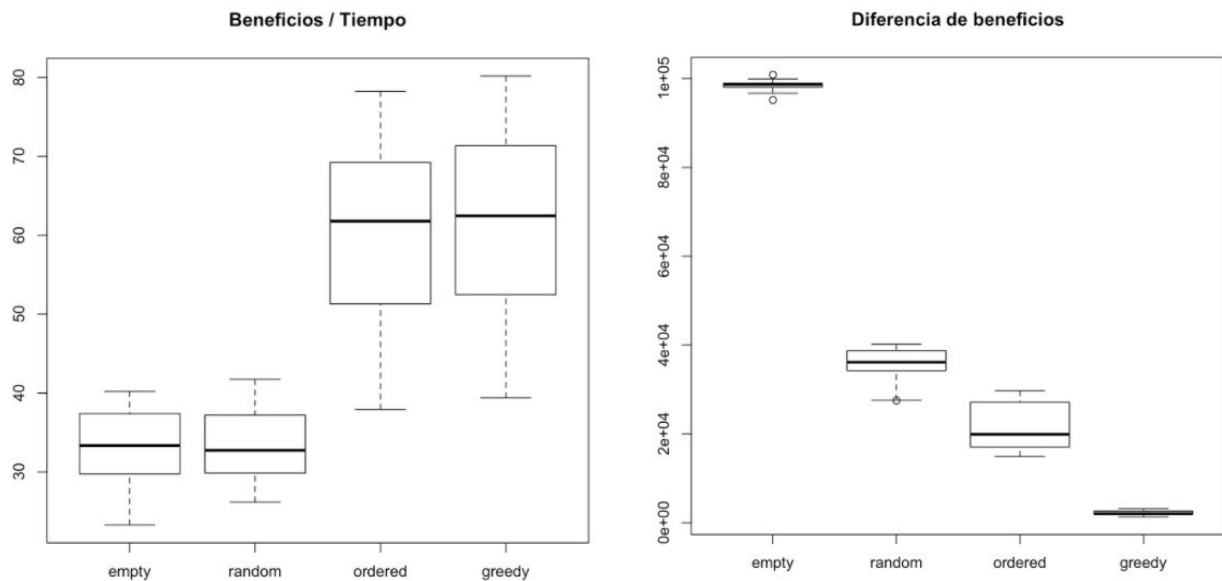 Beneficios / Tiempo
80
70
60
50
40
30
empty random ordered greedy
Diferencia de beneficios
1e+05
8e+04
6e+04
4e+04
2e+04
0e+00
empty random ordered greedy